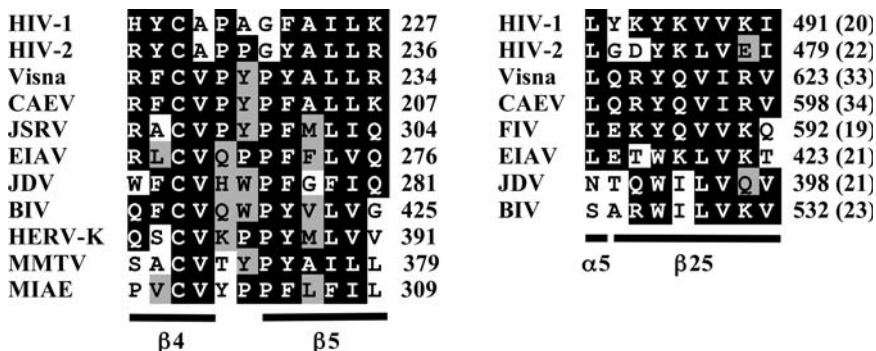 HIV-1 HYCAPAGFAILK 227
HIV-2 RYCAPPGYALLR 236
Visna RFCVPYPYALLR 234
CAEV RFCVPYPFALLK 207
JSRV RACVPYPFMLIQ 304
EIAV RLCVQPPFFLVQ 276
JDV WFCVHWPFGFIQ 281
BIV QFCVQWPYVLVG 425
HERV-K QSCVKPPYMLVV 391
MMTV SACVTYPYAILL 379
MIAE PVCVYPPFLFIL 309
β4 β5
HIV-1 LYKYKVVKI 491 (20)
HIV-2 LGDYKLVEI 479 (22)
Visna LQRYQVIRV 623 (33)
CAEV LQRYQVIRV 598 (34)
FIV LEKYQVVKQ 592 (19)
EIAV LETWKLVKT 423 (21)
JDV NTQWILVQV 398 (21)
BIV SARWILVKV 532 (23)
α5 β25